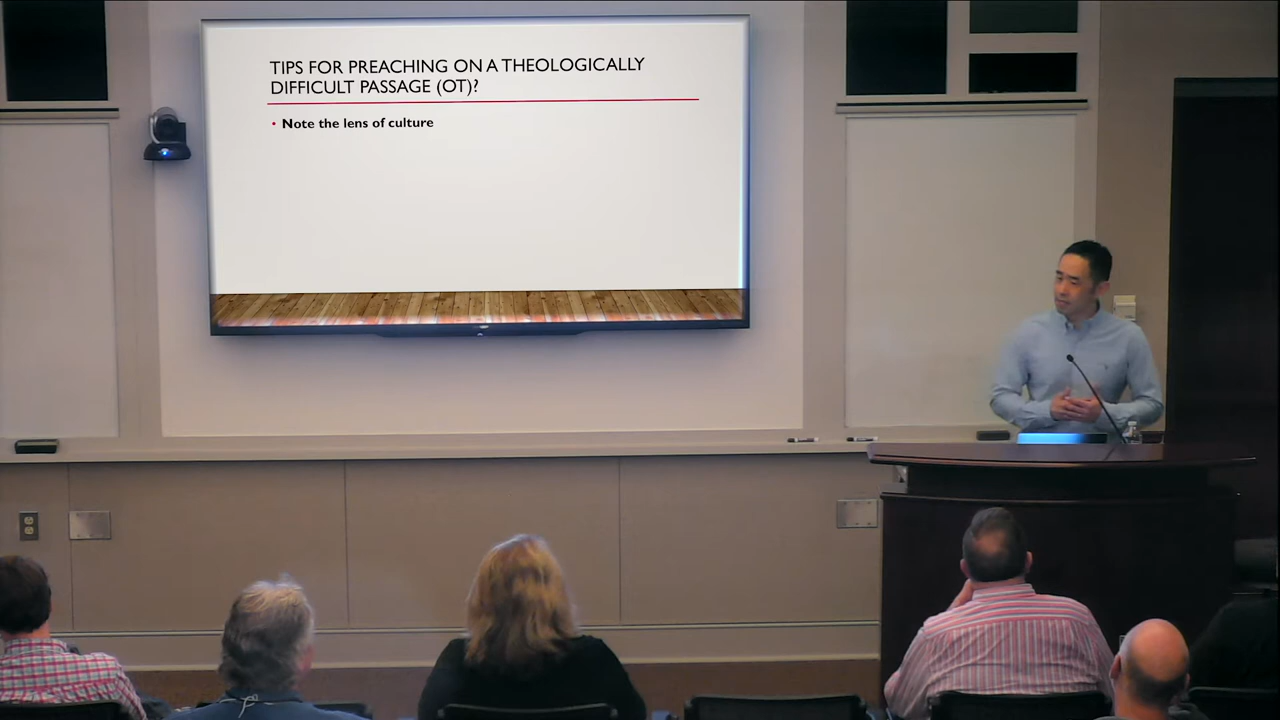 TIPS FOR PREACHING ON A THEOLOGICALLY
DIFFICULT PASSAGE (OT)?
• Note the lens of culture